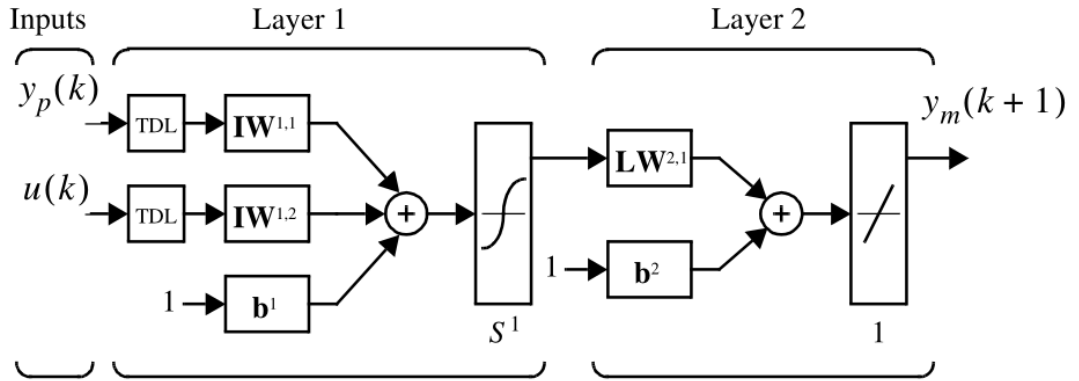 Inputs Layer 1 Layer 2
y_p(k) TDL IW^{1,1} y_m(k + 1)
LW^{2,1}
u(k) TDL IW^{1,2} + +
1 b^1 1 b^2
S^1 1